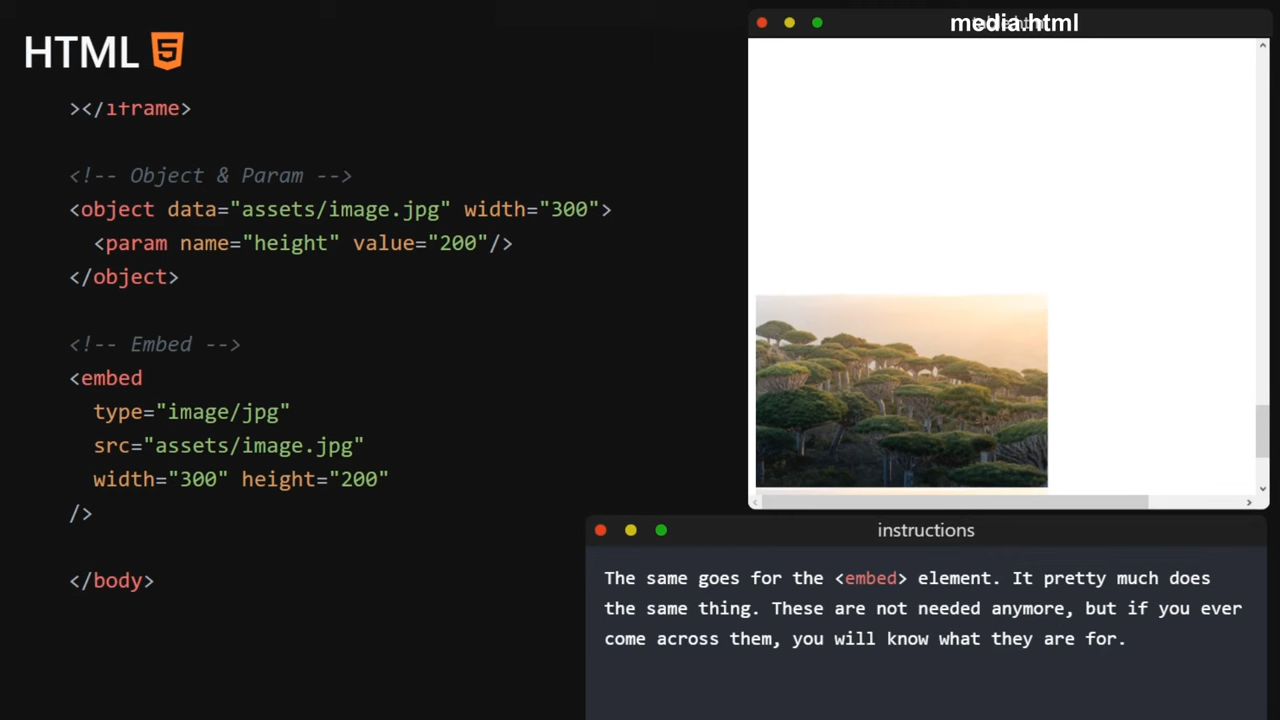 HTML 5
></iframe>
<!-- Object & Param -->
<object data="assets/image.jpg" width="300">
<param name="height" value="200"/>
</object>
<!-- Embed -->
<embed
type="image/jpg"
src="assets/image.jpg"
width="300" height="200"
/>
</body>
media.html
instructions
The same goes for the <embed> element. It pretty much does
the same thing. These are not needed anymore, but if you ever
come across them, you will know what they are for.